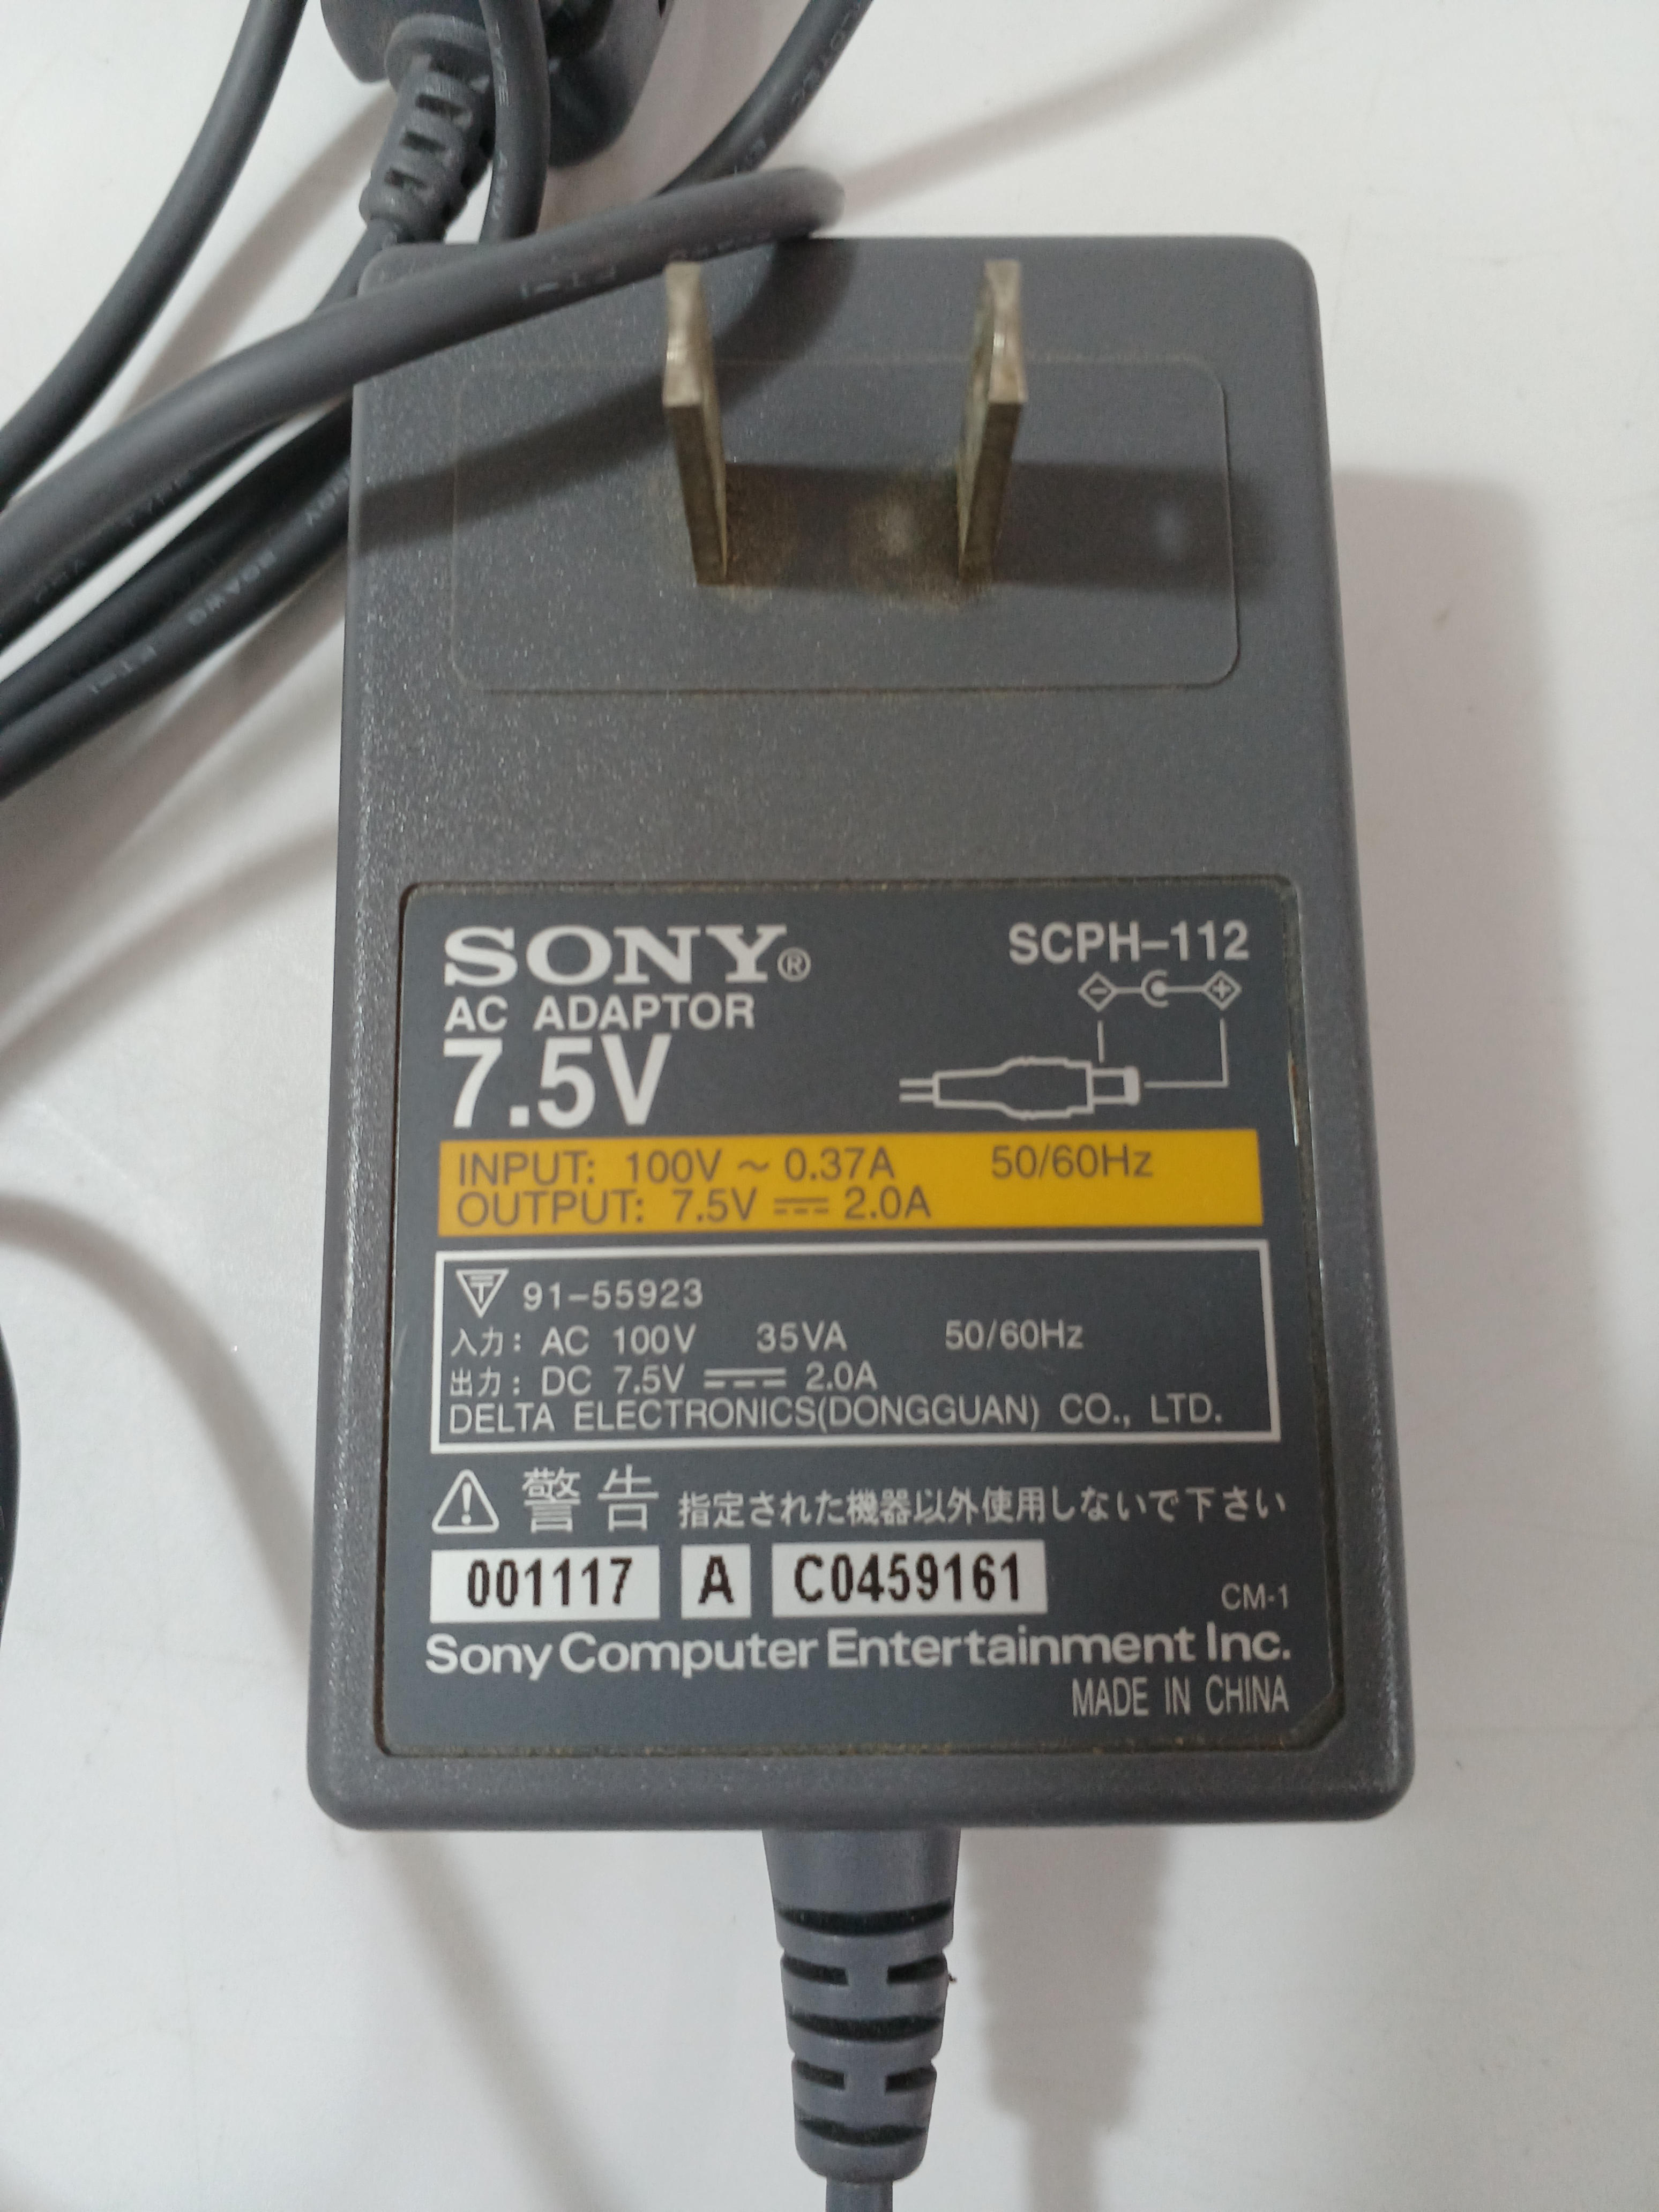 SONY®
SCPH-112
AC ADAPTOR
7.5V
INPUT: 100V ~ 0.37A 50/60Hz
OUTPUT: 7.5V ⎓ 2.0A
〒 91-55923
入力: AC 100V 35VA 50/60Hz
出力: DC 7.5V ⎓ 2.0A
DELTA ELECTRONICS(DONGGUAN) CO., LTD.
警告 指定された機器以外使用しないで下さい
001117 A C0459161
CM-1
Sony Computer Entertainment Inc.
MADE IN CHINA